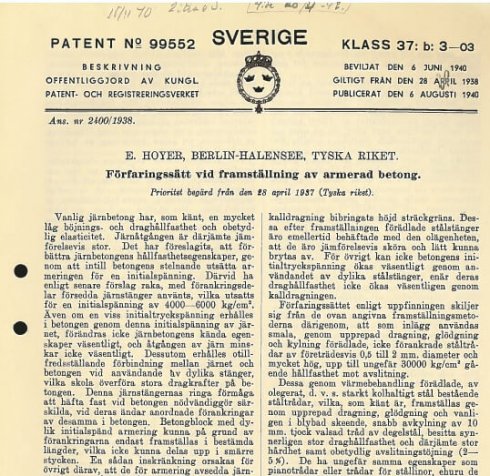 15/11 40
PATENT Nº 99552
SVERIGE
KLASS 37: b: 3—03
BESKRIVNING
OFFENTLIGGJORD AV KUNGL.
PATENT- OCH REGISTRERINGSVERKET
BEVILJAT DEN 6 JUNI 1940
GILTIGT FRÅN DEN 28 APRIL 1938
PUBLICERAT DEN 6 AUGUSTI 1940
Ans. nr 2400/1938.
E. HOYER, BERLIN-HALENSEE, TYSKA RIKET.
Förfaringssätt vid framställning av armerad betong.
Prioritet begärd från den 28 april 1937 (Tyska riket).
Vanlig järnbetong har, som känt, en mycket
låg böjnings- och draghållfasthet och obetyd-
lig elasticitet. Järnåtgången är därjämte jäm-
förelsevis stor. Det har föreslagits, att för-
bättra järnbetongens hållfasthetsegenskaper, ge-
nom att intill betongens stelnande utsätta ar-
meringen för en initialspänning. Därvid ha
enligt senare förslag raka, med förankringsde-
lar försedda järnstänger använts, vilka utsatts
för en initialspänning av 4000—6000 kg/cm².
Även om en viss initialtryckspänning erhålles
i betongen genom denna initialspänning av jär-
net, förändras icke järnbetongens kända egen-
skaper väsentligt, och åtgången av järn mins-
kar icke väsentligt. Dessutom erhålles otill-
fredsställande förbindning mellan järnet och
betongen vid användande av dylika stänger,
vilka skola överföra stora dragkrafter på be-
tongen. Denna järnstängernas ringa förmåga
att häfta fast vid betongen nödvändiggör sär-
skilda, vid deras ändar anordnade förankringar
av desamma i betongen. Betongblock med dy-
lik initialspänd armering kunna på grund av
förankringarna endast framställas i bestämda
längder, vilka icke kunna delas upp i smärre
stycken. En sådan inskränkning orsakas för
övrigt därav, att de för armering avsedda järn-
kalldragning bibringats höjd sträckgräns. Des-
sa efter framställningen förädlade stålstänger
äro emellertid behäftade med den olägenheten,
att de äro jämförelsevis sköra och lätt kunna
brytas av. För övrigt kan icke betongens ini-
tialtryckspänning ökas väsentligt genom an-
vändandet av dylika stålstänger, enär deras
draghållfasthet icke ökas väsentligt genom
kalldragningen.
Förfaringssättet enligt uppfinningen skiljer
sig från de ovan angivna framställningsmeto-
derna därigenom, att som inlägg användas
smala, genom upprepad dragning, glödgning
och kylning förädlade, icke förankrade ståltrå-
dar av företrädesvis 0,5 till 2 mm. diameter och
mycket hög, upp till ungefär 30000 kg/cm² gå-
ende hållfasthet mot avslitning.
Dessa genom värmebehandling förädlade, av
olegerat, d. v. s. starkt kolhaltigt stål bestående
ståltrådar, vilka, som känt är, framställas ge-
nom upprepad dragning, glödgning och vanli-
gen i blybad skeende, snabb avkylning av 10
mm. tjock valsad tråd av degelstål, besitta syn-
nerligen stor draghållfasthet och därjämte stor
hårdhet samt obetydlig avslitningstöjning (2—
5 %. De ha ungefär samma egenskaper som
pianotrådar eller trådar för stållinor, ehuru de